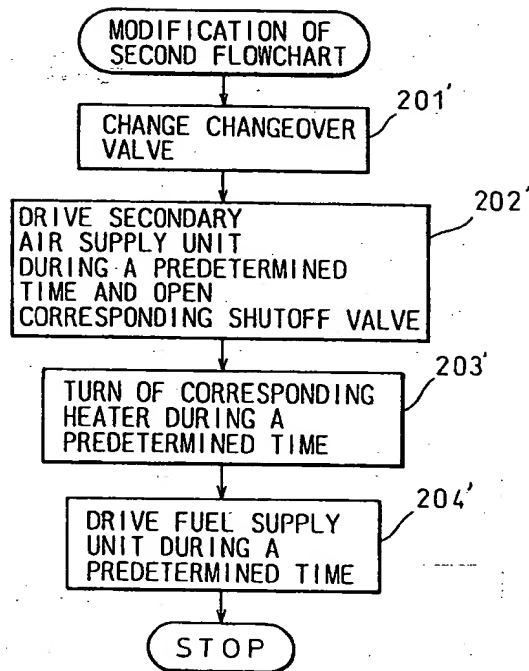 MODIFICATION OF
SECOND FLOWCHART
201'
CHANGE CHANGEOVER
VALVE
202'
DRIVE SECONDARY
AIR SUPPLY UNIT
DURING A PREDETERMINED
TIME AND OPEN
CORRESPONDING SHUTOFF VALVE
203'
TURN OF CORRESPONDING
HEATER DURING A
PREDETERMINED TIME
204'
DRIVE FUEL SUPPLY
UNIT DURING A
PREDETERMINED TIME
STOP